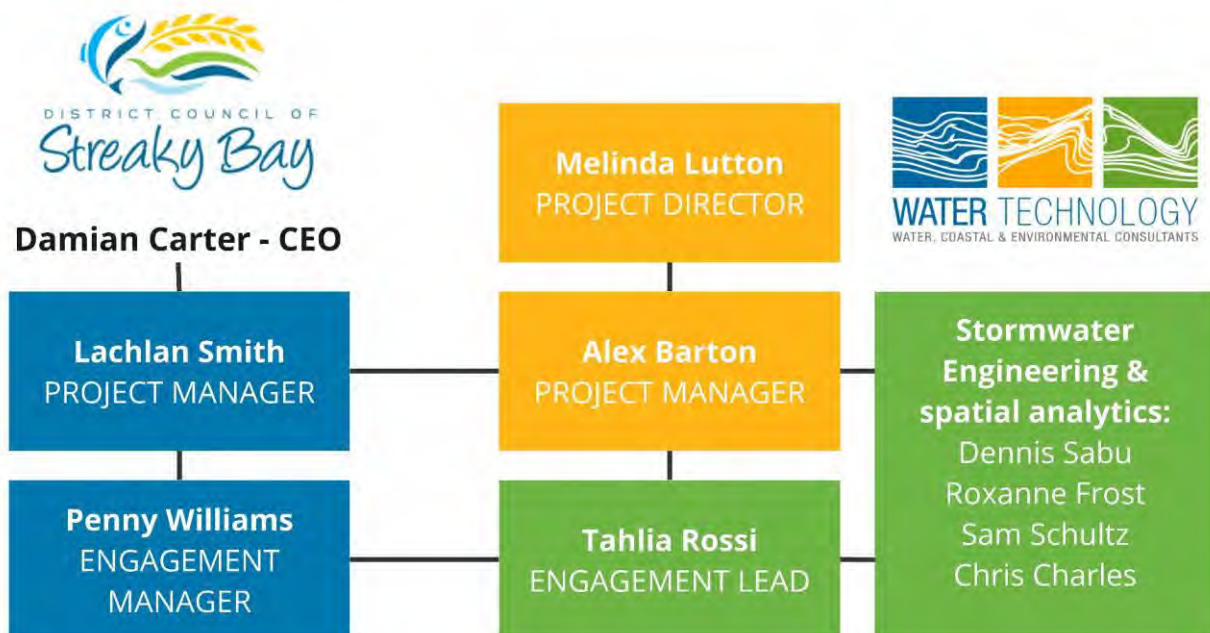 DISTRICT COUNCIL OF
Streaky Bay
Damian Carter - CEO
Lachlan Smith
PROJECT MANAGER
Penny Williams
ENGAGEMENT
MANAGER
Melinda Lutton
PROJECT DIRECTOR
Alex Barton
PROJECT MANAGER
Tahlia Rossi
ENGAGEMENT LEAD
WATER TECHNOLOGY
WATER, COASTAL & ENVIRONMENTAL CONSULTANTS
Stormwater
Engineering &
spatial analytics:
Dennis Sabu
Roxanne Frost
Sam Schultz
Chris Charles